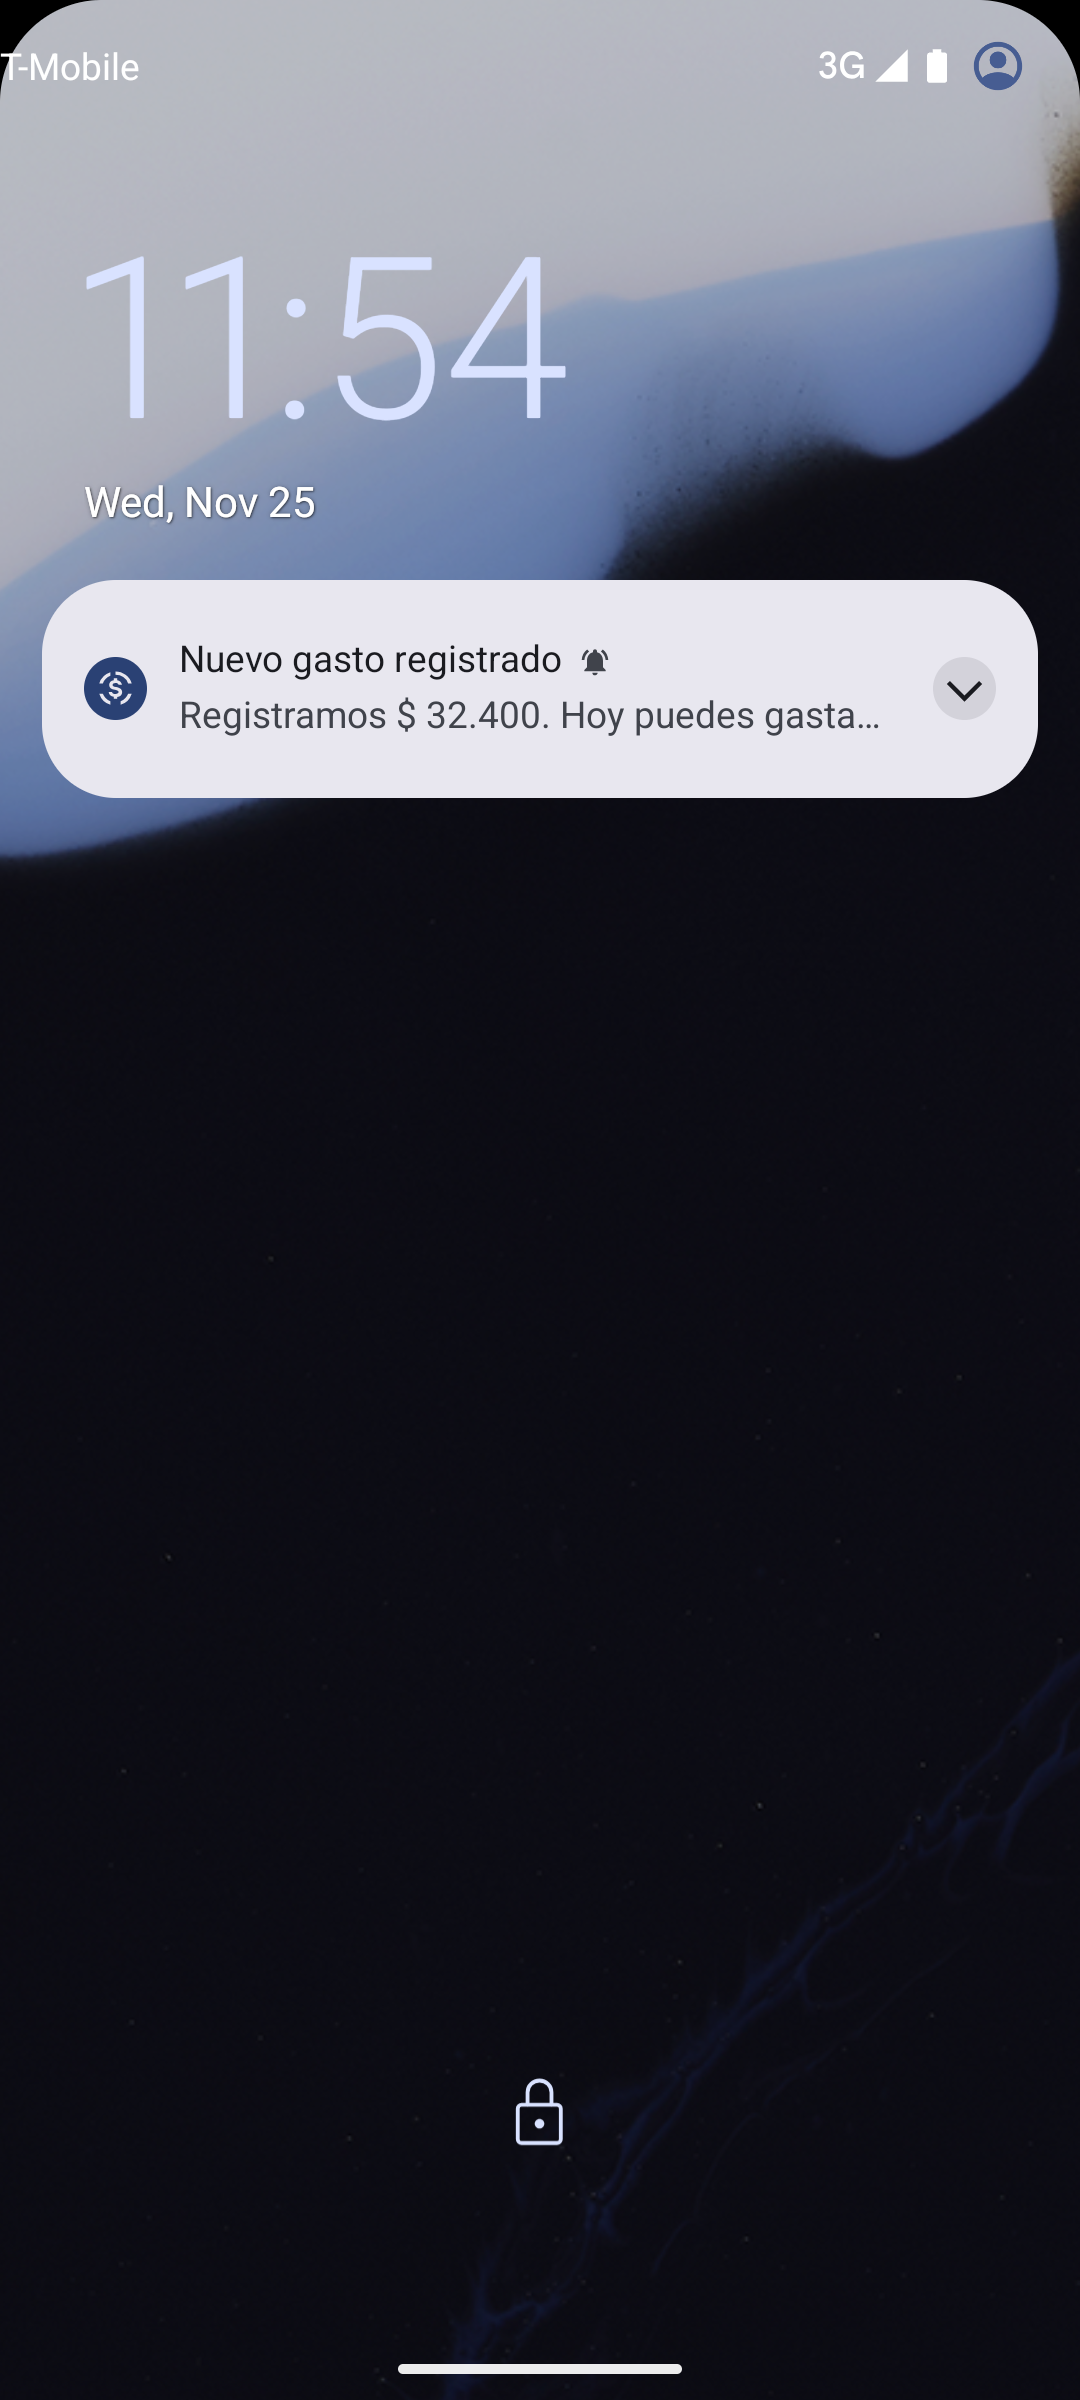 T-Mobile
3G
11:54
Wed, Nov 25
Nuevo gasto registrado
Registramos $ 32.400. Hoy puedes gasta...